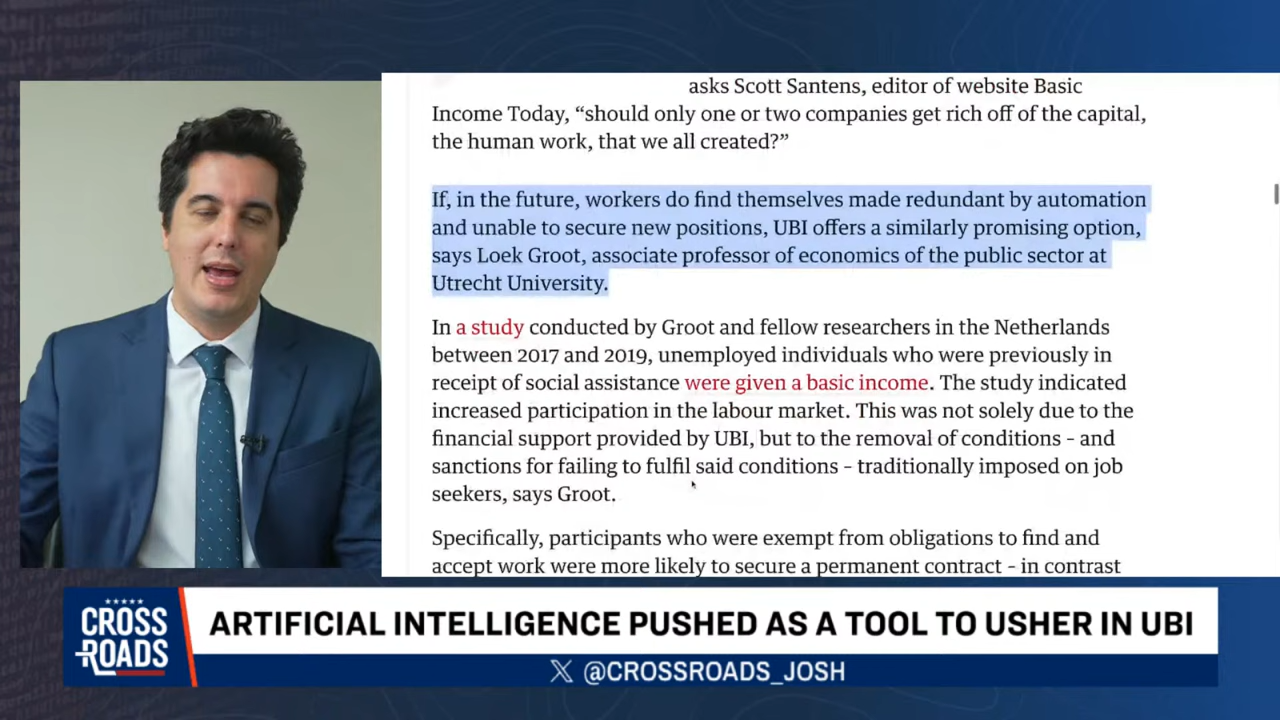 asks Scott Santens, editor of website Basic
Income Today, “should only one or two companies get rich off of the capital,
the human work, that we all created?”
If, in the future, workers do find themselves made redundant by automation
and unable to secure new positions, UBI offers a similarly promising option,
says Loek Groot, associate professor of economics of the public sector at
Utrecht University.
In a study conducted by Groot and fellow researchers in the Netherlands
between 2017 and 2019, unemployed individuals who were previously in
receipt of social assistance were given a basic income. The study indicated
increased participation in the labour market. This was not solely due to the
financial support provided by UBI, but to the removal of conditions – and
sanctions for failing to fulfil said conditions – traditionally imposed on job
seekers, says Groot.
Specifically, participants who were exempt from obligations to find and
accept work were more likely to secure a permanent contract – in contrast
CROSS
ROADS
ARTIFICIAL INTELLIGENCE PUSHED AS A TOOL TO USHER IN UBI
X @CROSSROADS_JOSH